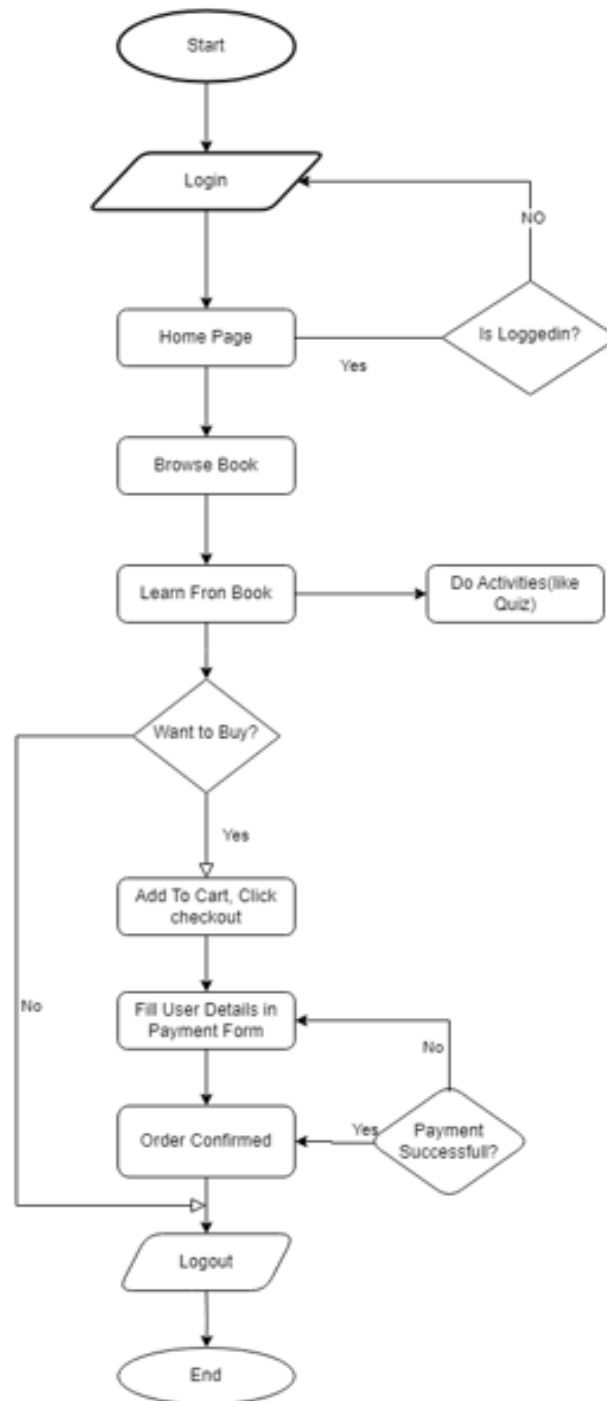 Start
Login
NO
Is Loggedin?
Home Page
Yes
Browse Book
Learn Fron Book
Do Activities(like
Quiz)
Want to Buy?
Yes
Add To Cart, Click
checkout
No
Fill User Details in
Payment Form
No
Order Confirmed
Yes
Payment
Successfull?
Logout
End